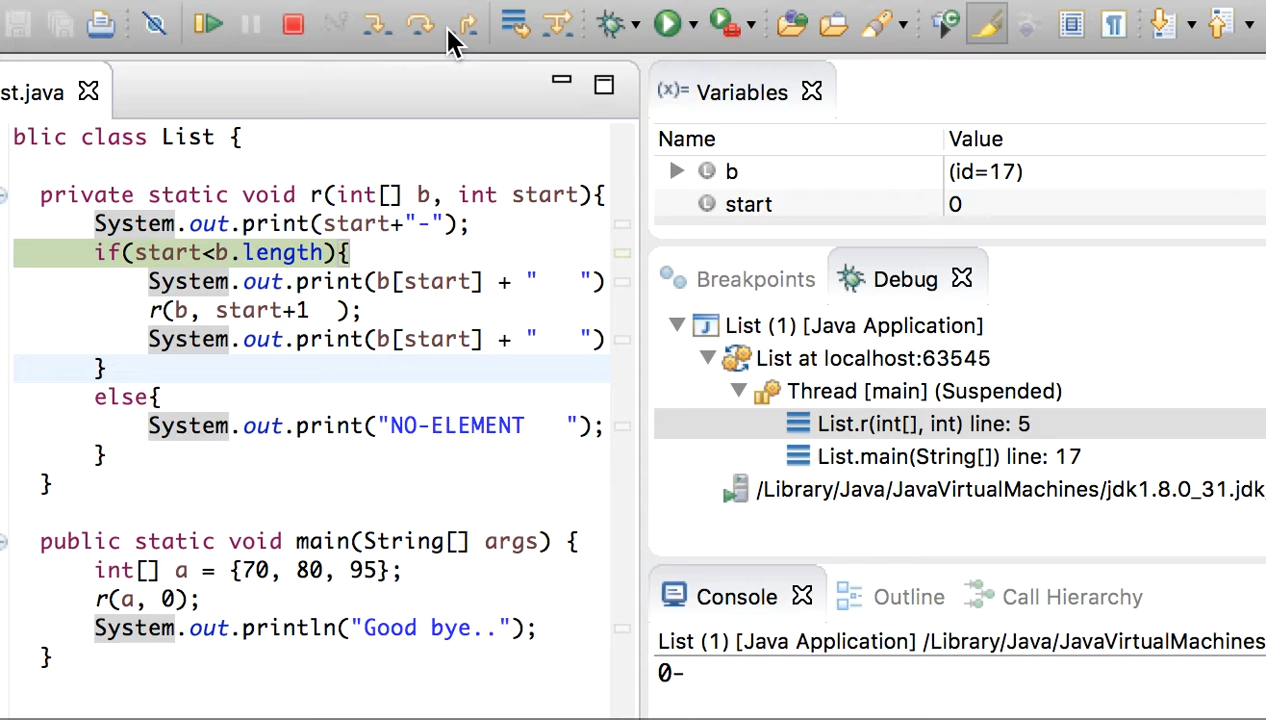 st.java
blic class List {
private static void r(int[] b, int start){
System.out.print(start+"-");
if(start<b.length){
System.out.print(b[start] + "   ")
r(b, start+1  );
System.out.print(b[start] + "   ")
}
else{
System.out.print("NO-ELEMENT   ");
}
}
public static void main(String[] args) {
int[] a = {70, 80, 95};
r(a, 0);
System.out.println("Good bye..");
}
(x)= Variables
Name Value
b (id=17)
start 0
Breakpoints Debug
List (1) [Java Application]
List at localhost:63545
Thread [main] (Suspended)
List.r(int[], int) line: 5
List.main(String[]) line: 17
/Library/Java/JavaVirtualMachines/jdk1.8.0_31.jdk
Console Outline Call Hierarchy
List (1) [Java Application] /Library/Java/JavaVirtualMachines
0-